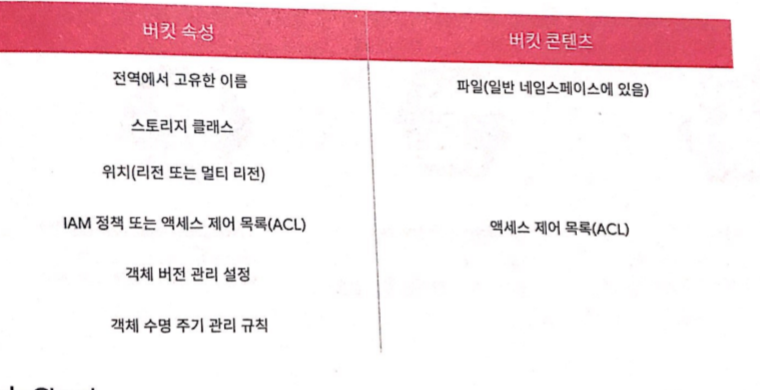 버킷 속성
버킷 콘텐츠
전역에서 고유한 이름
파일(일반 네임스페이스에 있음)
스토리지 클래스
위치(리전 또는 멀티 리전)
IAM 정책 또는 액세스 제어 목록(ACL)
액세스 제어 목록(ACL)
객체 버전 관리 설정
객체 수명 주기 관리 규칙